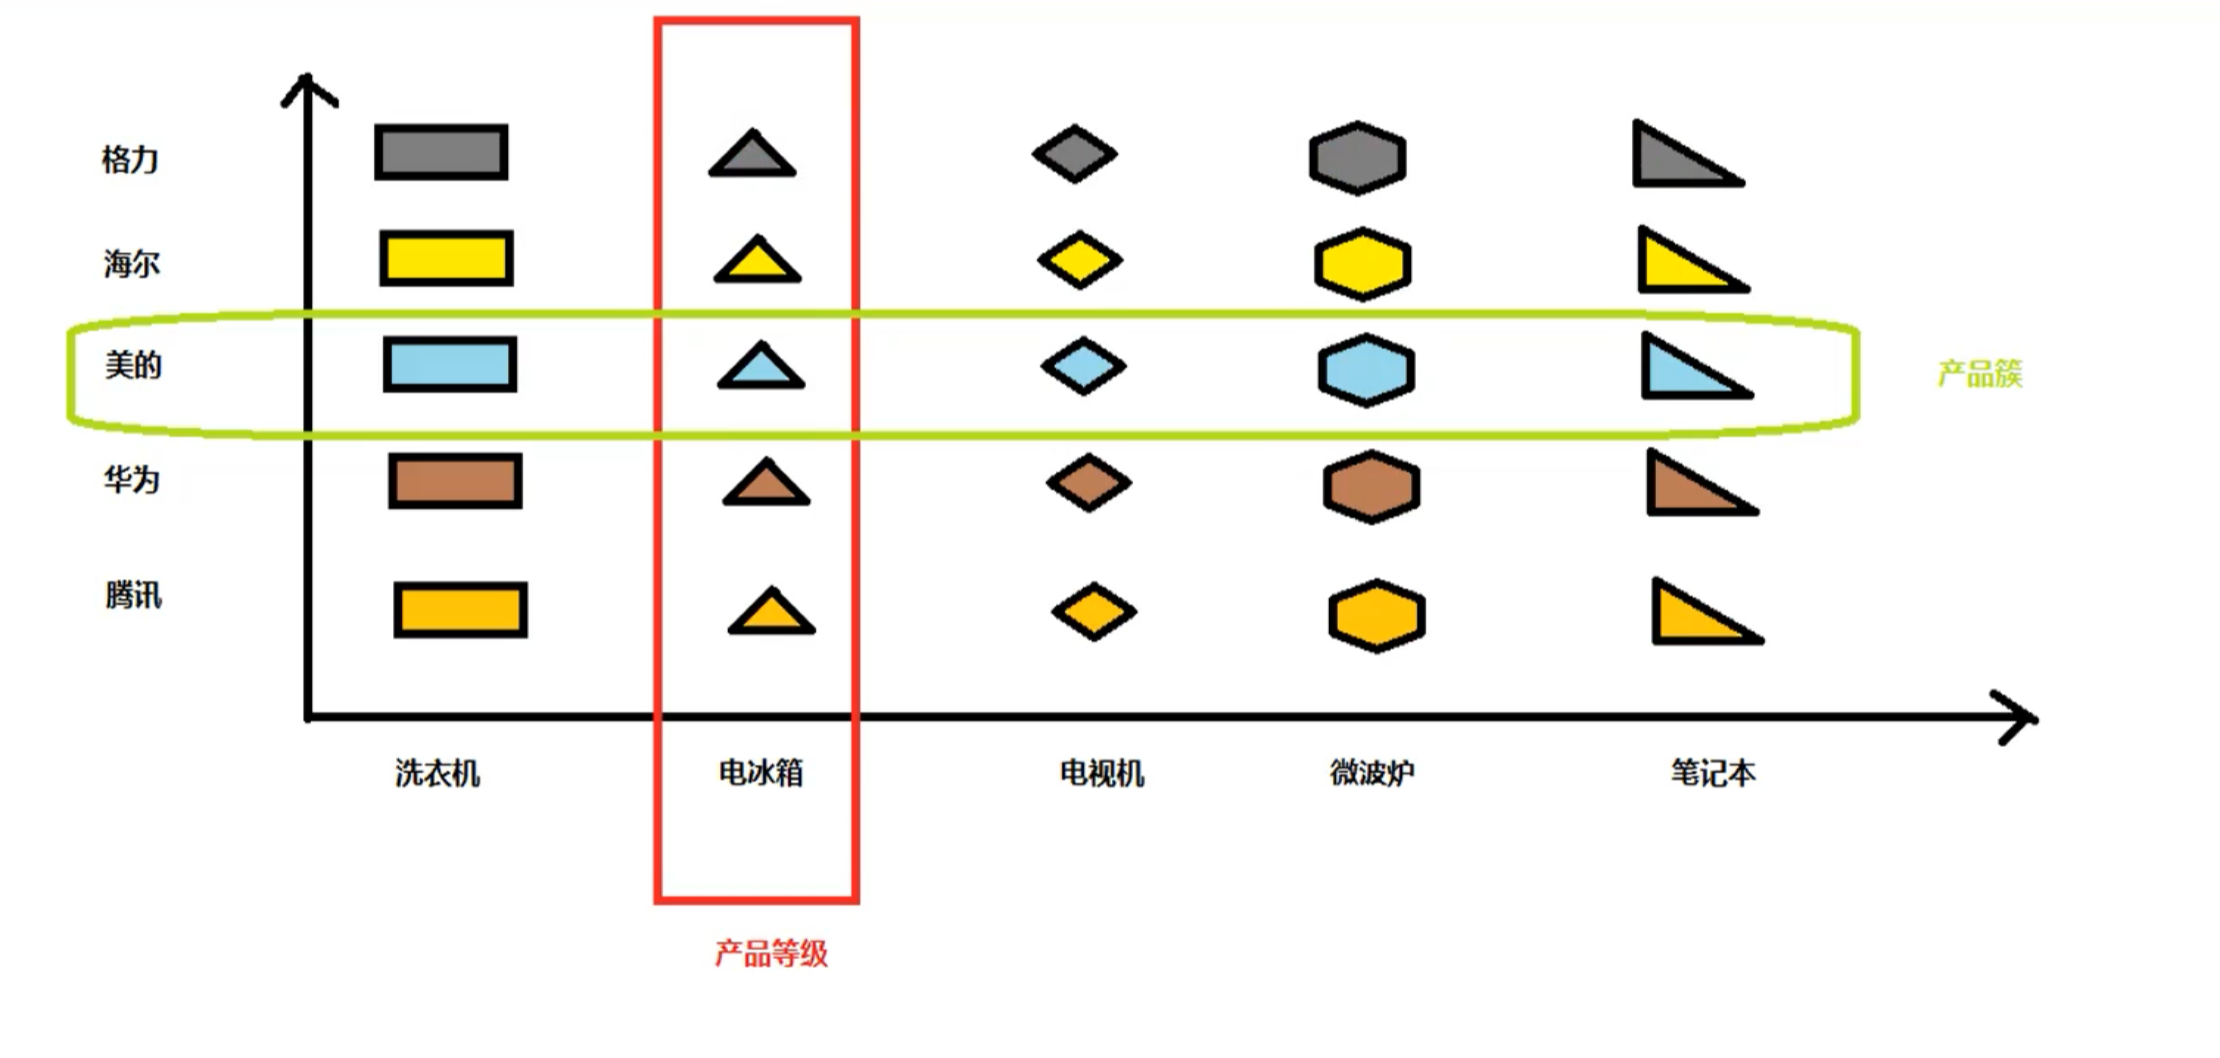 格力
海尔
美的
产品簇
华为
腾讯
洗衣机
电冰箱
电视机
微波炉
笔记本
产品等级